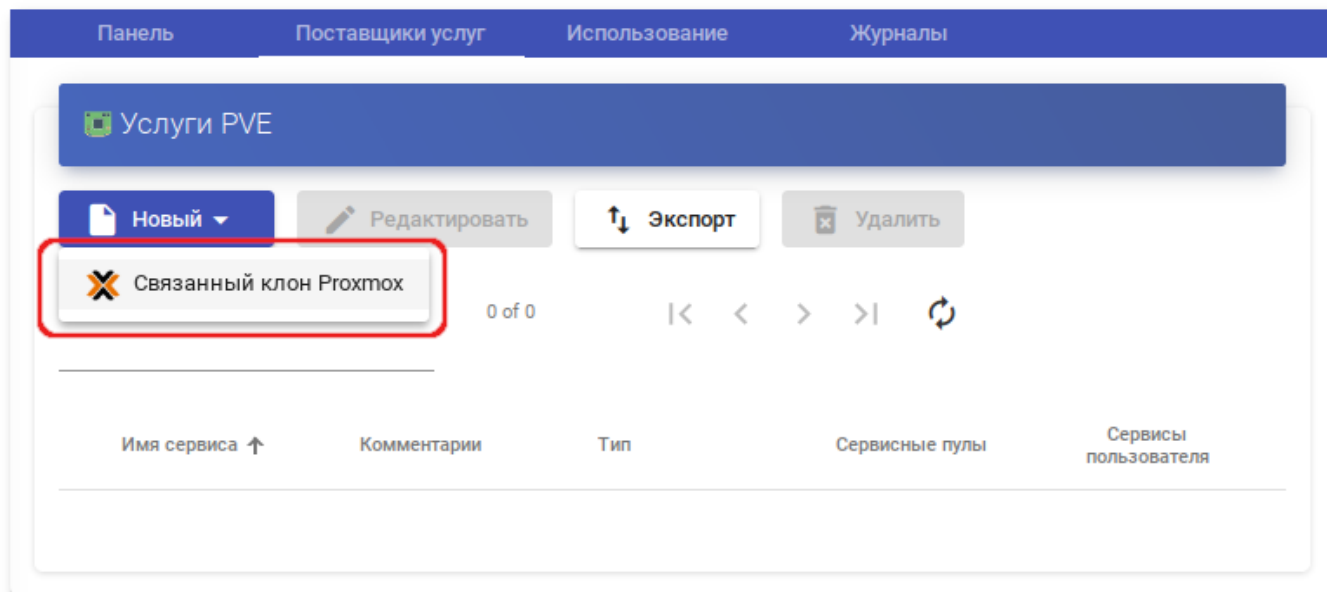 Панель Поставщики услуг Использование Журналы
Услуги PVE
Новый Редактировать Экспорт Удалить
Связанный клон Proxmox
0 of 0
Имя сервиса Комментарии Тип Сервисные пулы Сервисы
пользователя